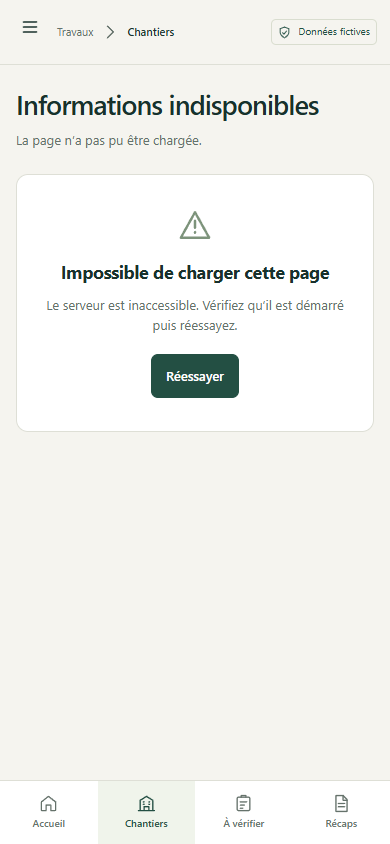 Travaux
Chantiers
Données fictives
Informations indisponibles
La page n’a pas pu être chargée.
Impossible de charger cette page
Le serveur est inaccessible. Vérifiez qu’il est démarré
puis réessayez.
Réessayer
Accueil
Chantiers
À vérifier
Récaps